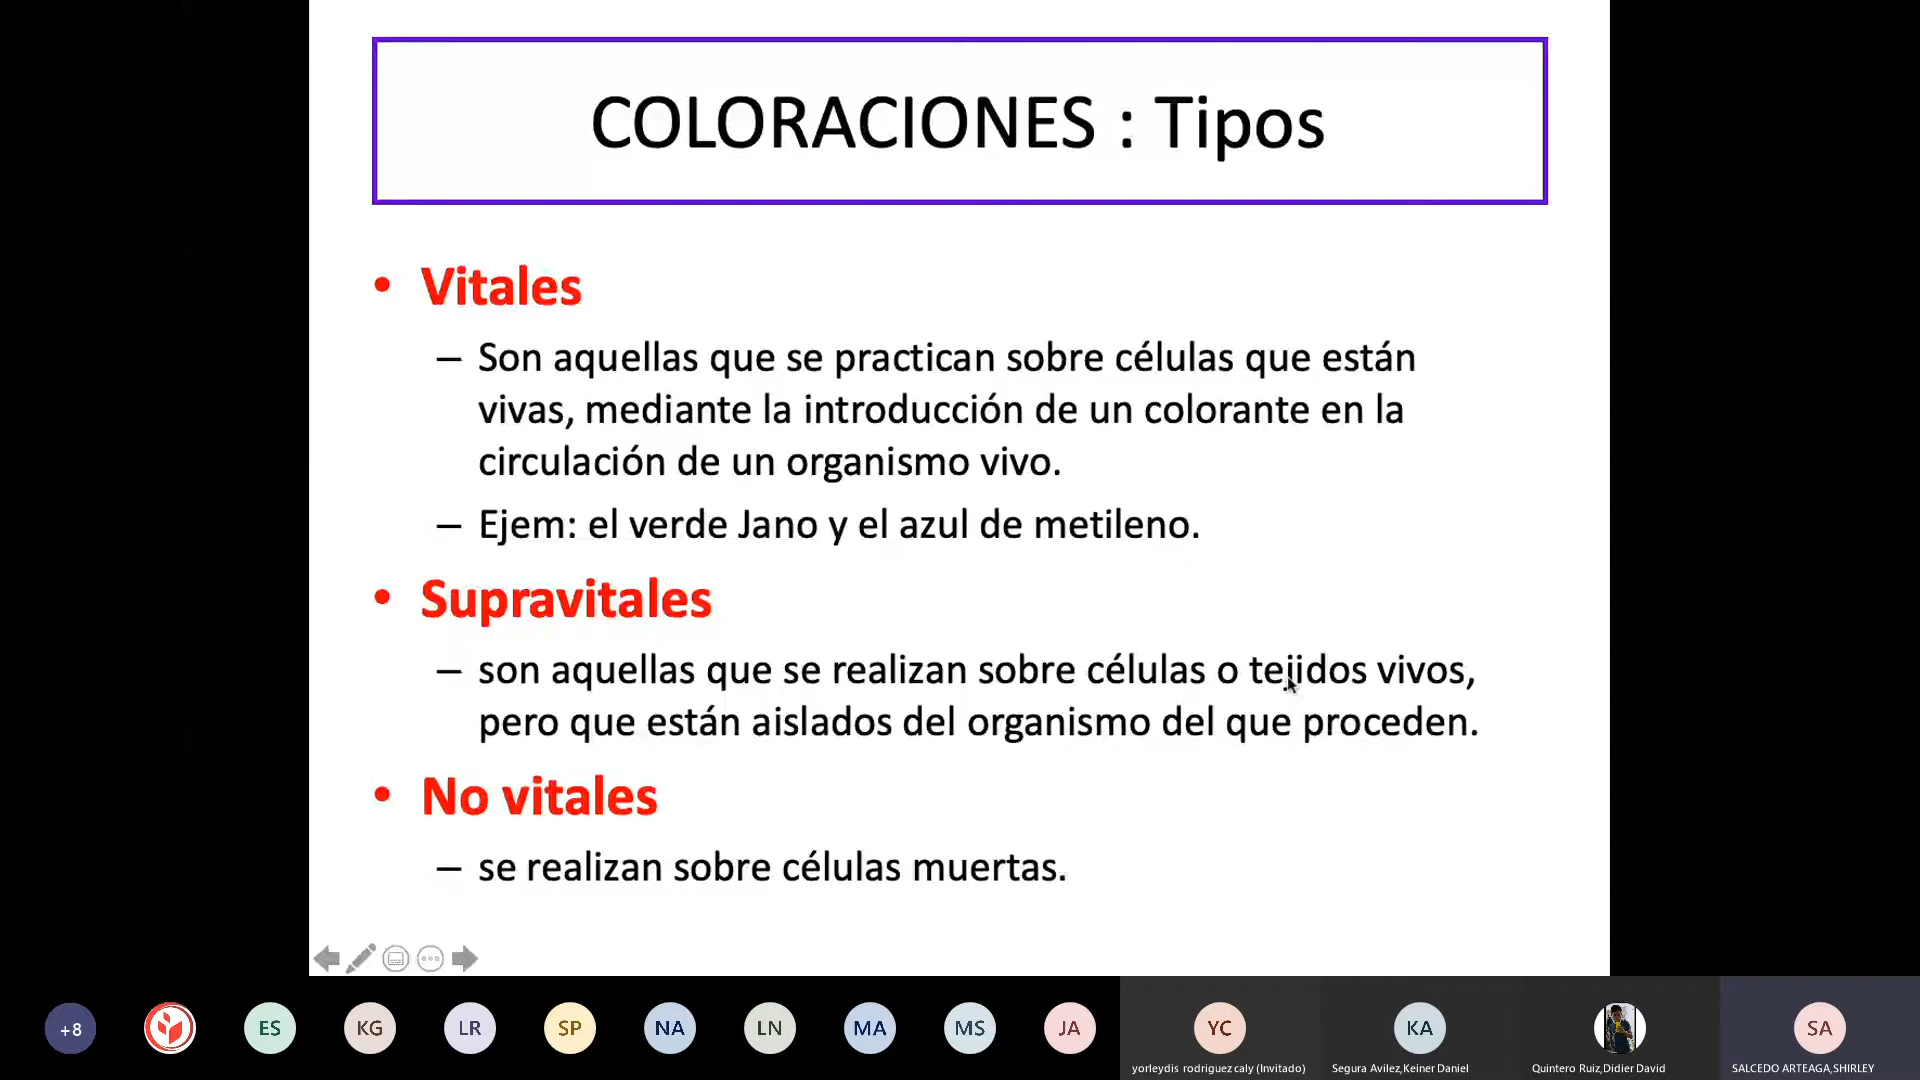 COLORACIONES : Tipos
• Vitales
– Son aquellas que se practican sobre células que están
vivas, mediante la introducción de un colorante en la
circulación de un organismo vivo.
– Ejem: el verde Jano y el azul de metileno.
• Supravitales
– son aquellas que se realizan sobre células o tejidos vivos,
pero que están aislados del organismo del que proceden.
• No vitales
– se realizan sobre células muertas.
+8 ES KG LR SP NA LN MA MS JA YC KA SA
yorleydis rodriguez caly (Invitado) Segura Avilez,Keiner Daniel Quintero Ruiz,Didier David SALCEDO ARTEAGA,SHIRLEY